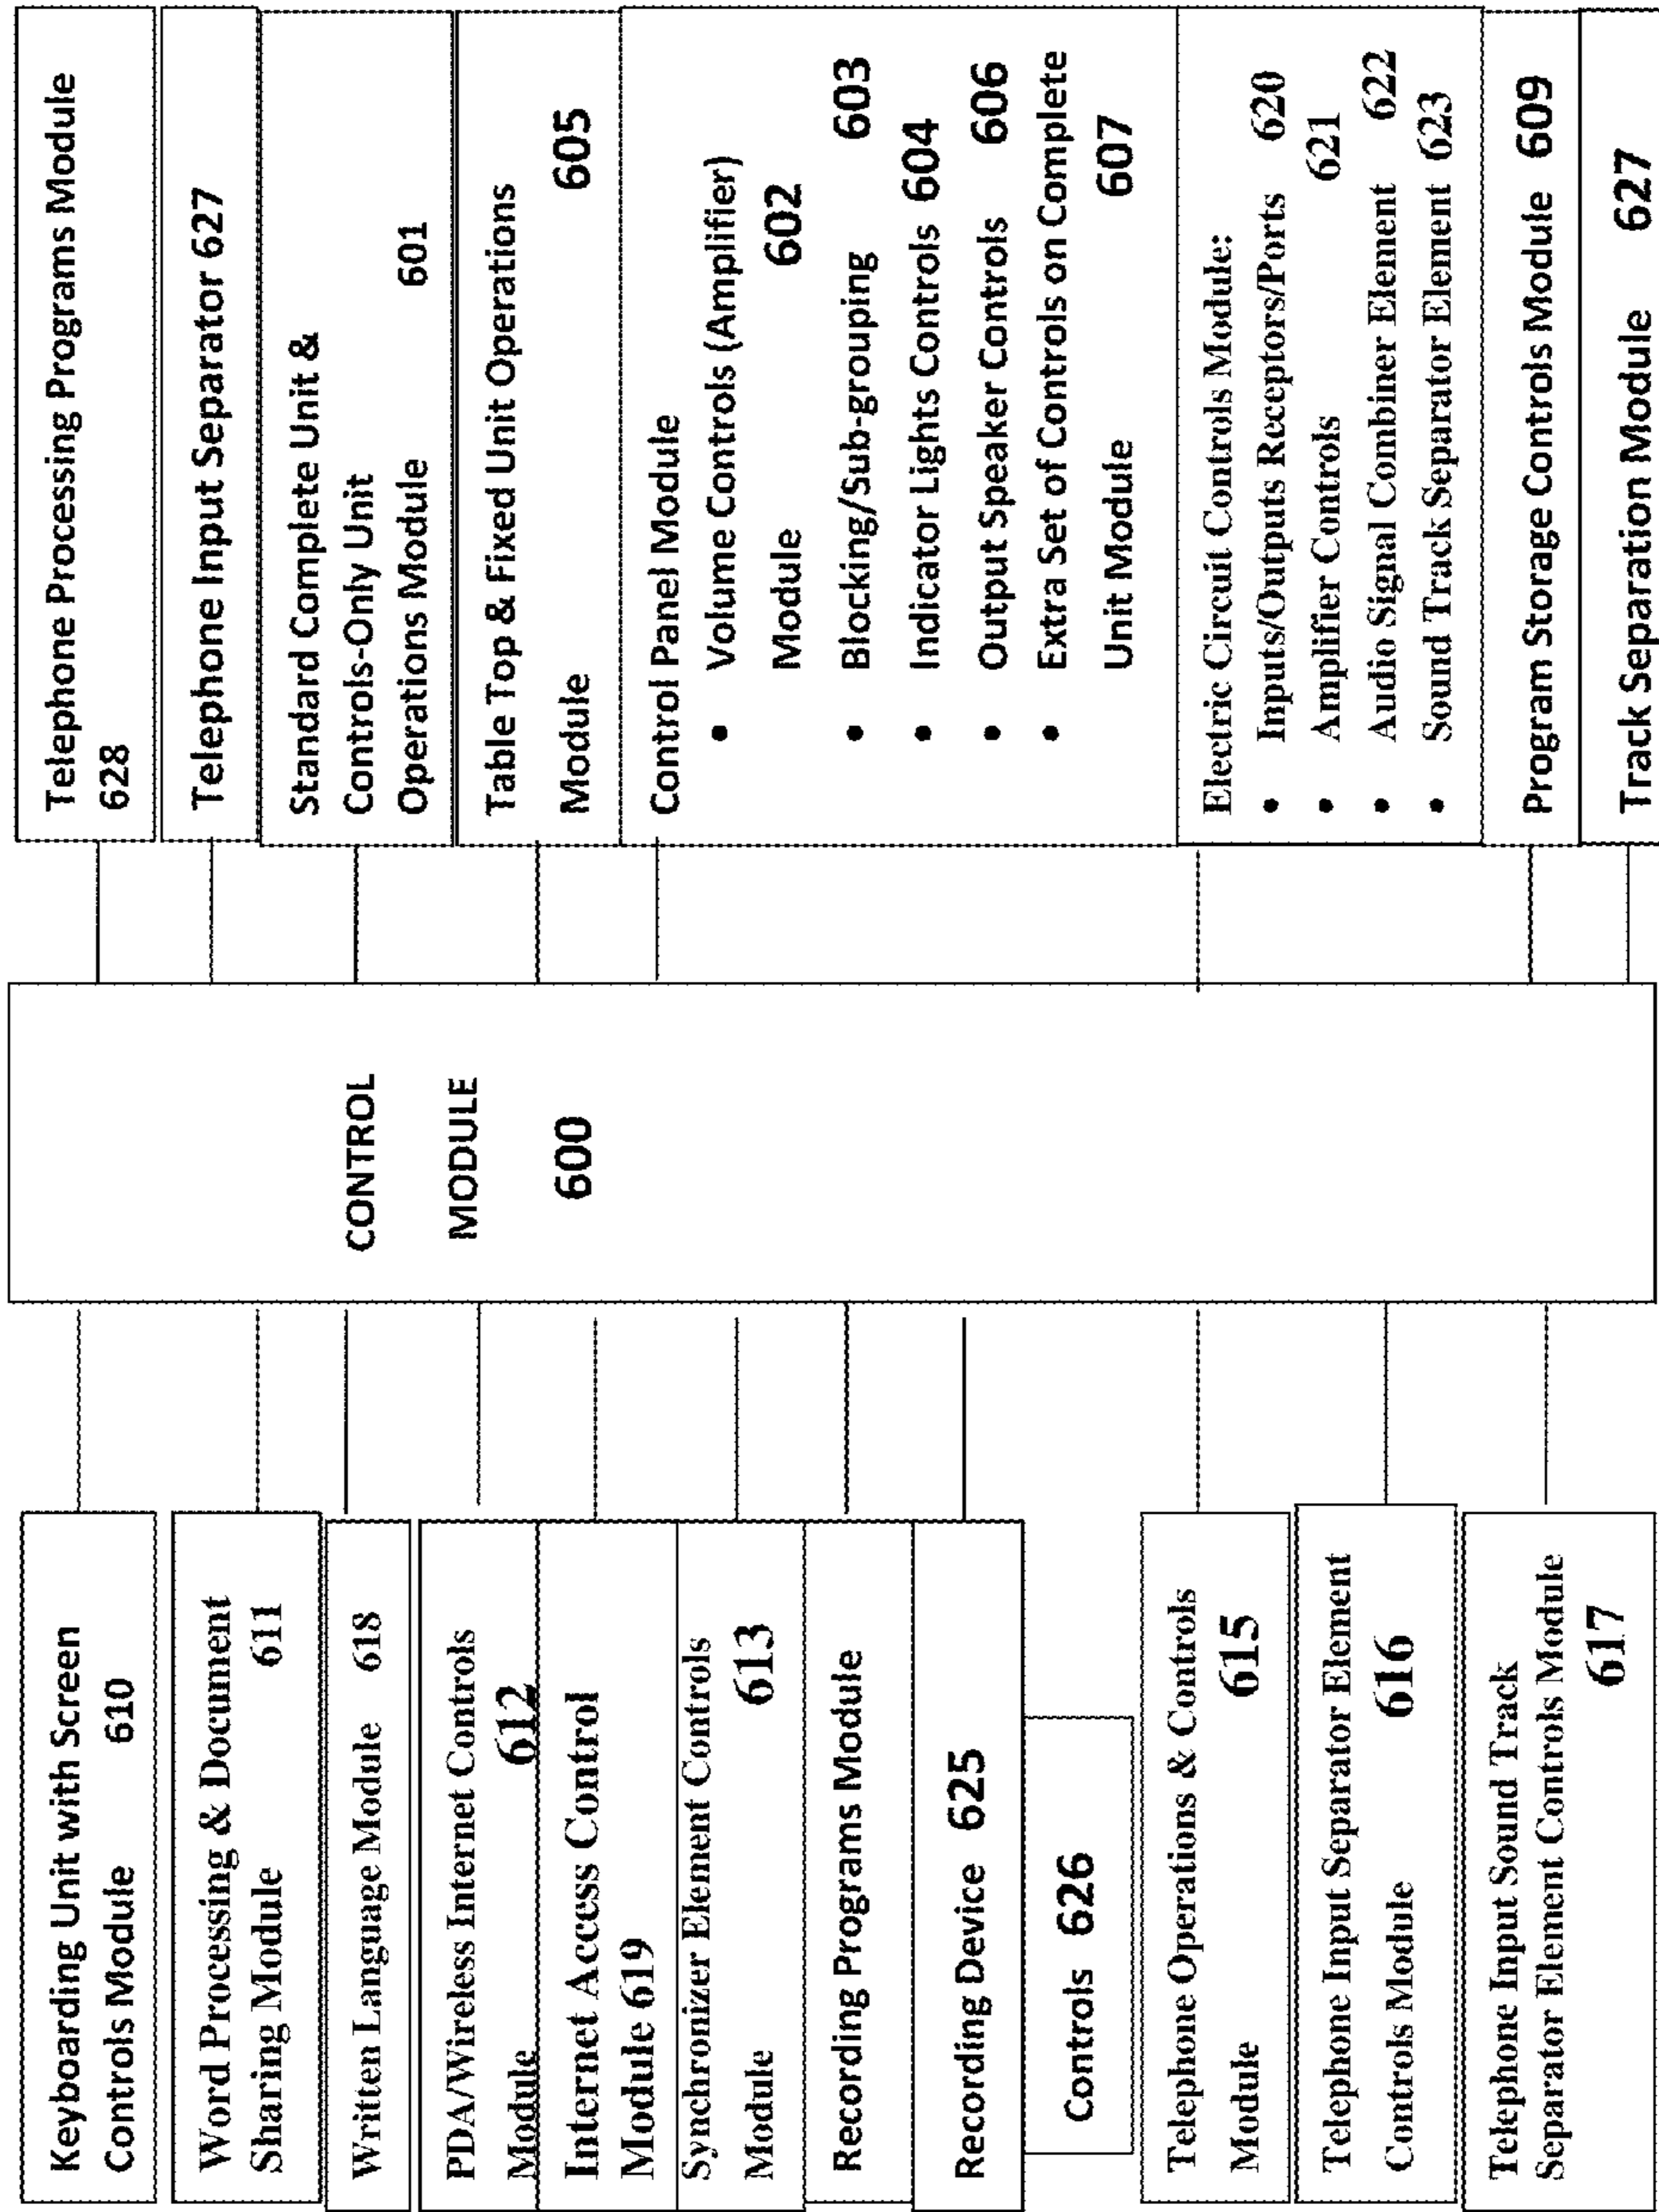 Keyboarding Unit with Screen
Controls Module 610
Word Processing & Document
Sharing Module 611
Written Language Module 618
PDA/Wireless Internet Controls
Module 612
Internet Access Control
Module 619
Synchronizer Element Controls
Module 613
Recording Programs Module
Recording Device 625
Controls 626
Telephone Operations & Controls
Module 615
Telephone Input Separator Element
Controls Module 616
Telephone Input Sound Track
Separator Element Controls Module
617
CONTROL
MODULE
600
Telephone Processing Programs Module
628
Telephone Input Separator 627
Standard Complete Unit &
Controls-Only Unit
Operations Module 601
Table Top & Fixed Unit Operations
Module 605
Control Panel Module
• Volume Controls (Amplifier)
Module 602
• Blocking/Sub-grouping 603
• Indicator Lights Controls 604
• Output Speaker Controls 606
• Extra Set of Controls on Complete
Unit Module 607
Electric Circuit Controls Module:
• Inputs/Outputs Receptors/Ports 620
• Amplifier Controls 621
• Audio Signal Combiner Element 622
• Sound Track Separator Element 623
Program Storage Controls Module 609
Track Separation Module 627